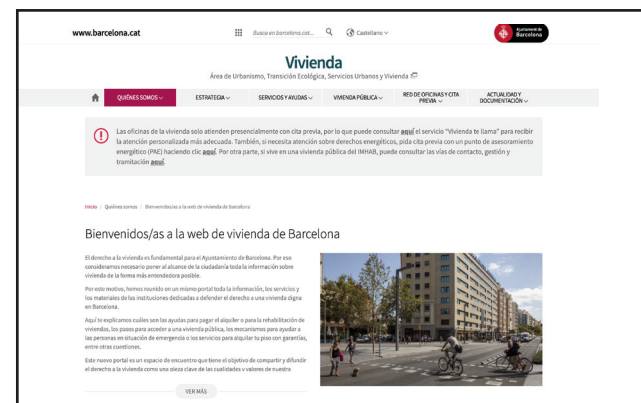 www.barcelona.cat
Busca en barcelona.cat...
Castellano
Ajuntament de
Barcelona
Vivienda
Área de Urbanismo, Transición Ecológica, Servicios Urbanos y Vivienda
QUIÉNES SOMOS
ESTRATEGIA
SERVICIOS Y AYUDAS
VIVIENDA PÚBLICA
RED DE OFICINAS Y CITA
PREVIA
ACTUALIDAD Y
DOCUMENTACIÓN
Las oficinas de la vivienda solo atienden presencialmente con cita previa, por lo que puede consultar aquí el servicio "Vivienda te llama" para recibir
la atención personalizada más adecuada. También, si necesita atención sobre derechos energéticos, pida cita previa con un punto de asesoramiento
energético (PAE) haciendo clic aquí. Por otra parte, si vive en una vivienda pública del IMHAB, puede consultar las vías de contacto, gestión y
tramitación aquí.
Inicio / Quiénes somos / Bienvenidos/as a la web de vivienda de Barcelona
Bienvenidos/as a la web de vivienda de Barcelona
El derecho a la vivienda es fundamental para el Ayuntamiento de Barcelona. Por eso
consideramos necesario poner al alcance de la ciudadanía toda la información sobre
vivienda de la forma más entendedora posible.
Por este motivo, hemos reunido en un mismo portal toda la información, los servicios y
los materiales de las instituciones dedicadas a defender el derecho a una vivienda digna
en Barcelona.
Aquí te explicamos cuáles son las ayudas para pagar el alquiler o para la rehabilitación de
viviendas, los pasos para acceder a una vivienda pública, los mecanismos para ayudar a
las personas en situación de emergencia o los servicios para alquilar tu piso con garantías,
entre otras cuestiones.
Este nuevo portal es un espacio de encuentro que tiene el objetivo de compartir y difundir
el derecho a la vivienda como una pieza clave de las cualidades y valores de nuestra
VER MÁS